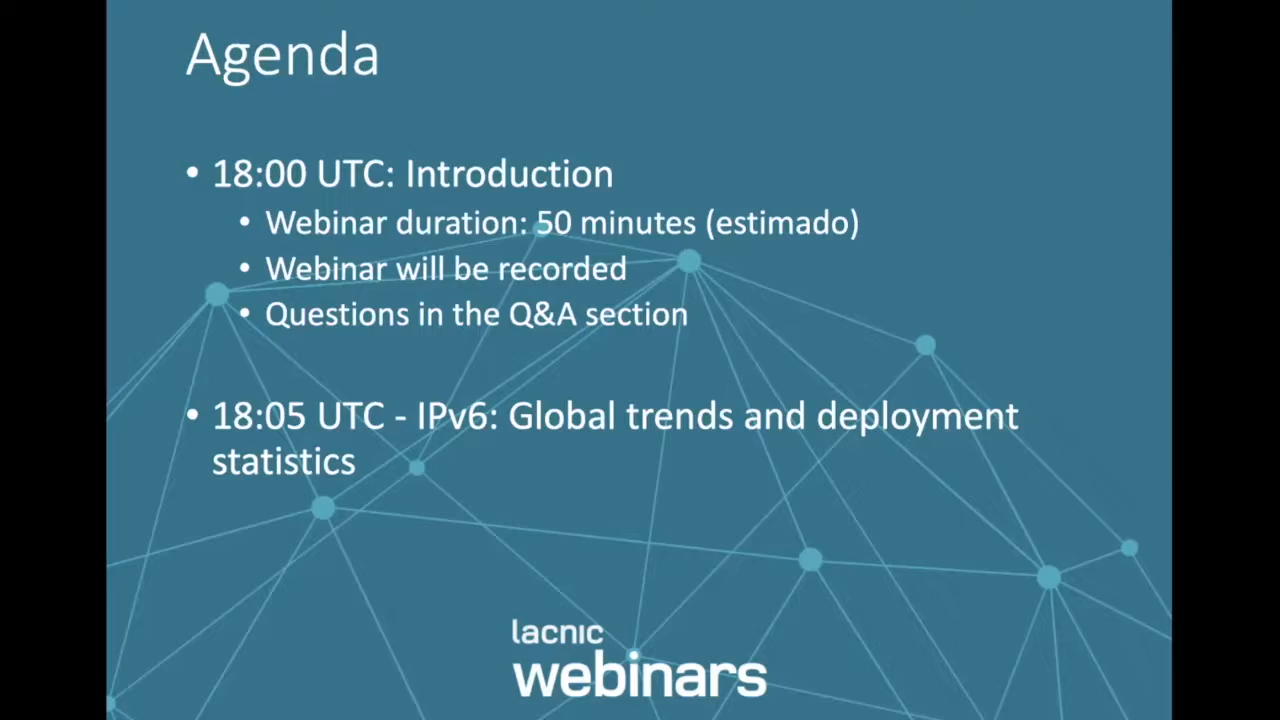 Agenda
• 18:00 UTC: Introduction
• Webinar duration: 50 minutes (estimado)
• Webinar will be recorded
• Questions in the Q&A section
• 18:05 UTC - IPv6: Global trends and deployment
statistics
lacnic
webinars